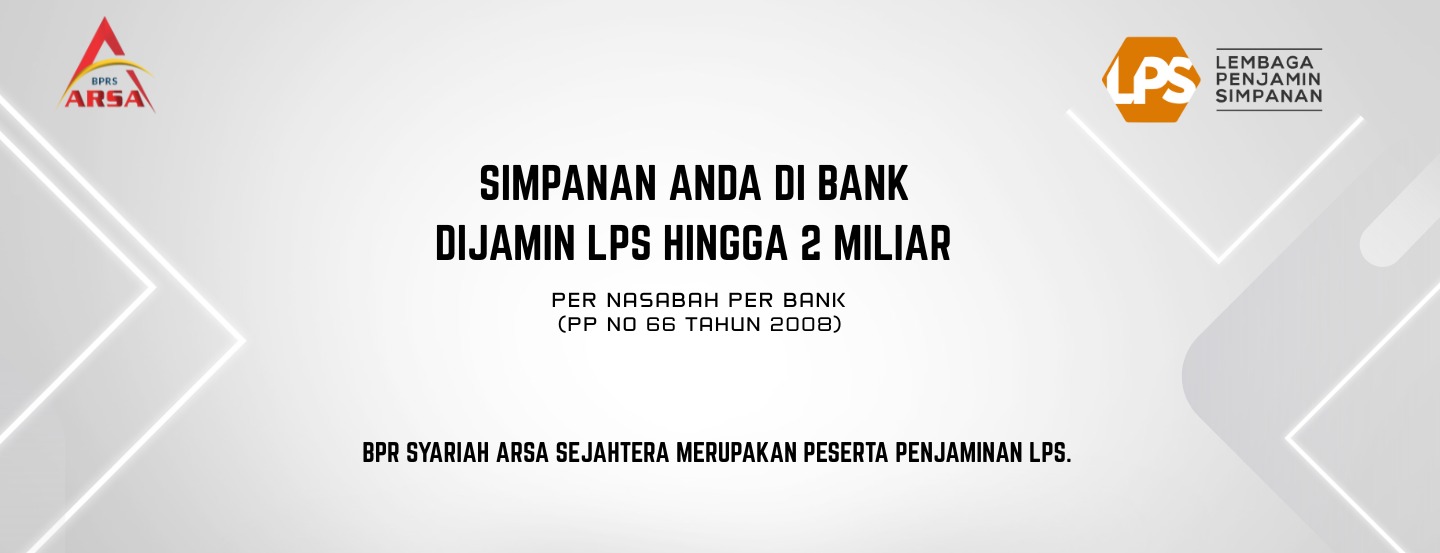 BPRS
ARSA
LPS
LEMBAGA
PENJAMIN
SIMPANAN
SIMPANAN ANDA DI BANK
DIJAMIN LPS HINGGA 2 MILIAR
PER NASABAH PER BANK
(PP NO 66 TAHUN 2008)
BPR SYARIAH ARSA SEJAHTERA MERUPAKAN PESERTA PENJAMINAN LPS.